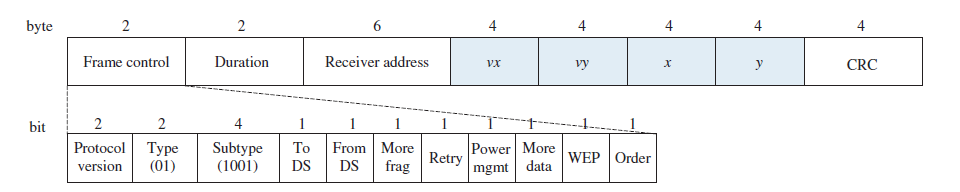 byte 2 2 6 4 4 4 4 4
Frame control Duration Receiver address vx vy x y CRC
bit 2 2 4 1 1 1 1 1 1 1 1
Protocol version Type (01) Subtype (1001) To DS From DS More frag Retry Power mgmt More data WEP Order